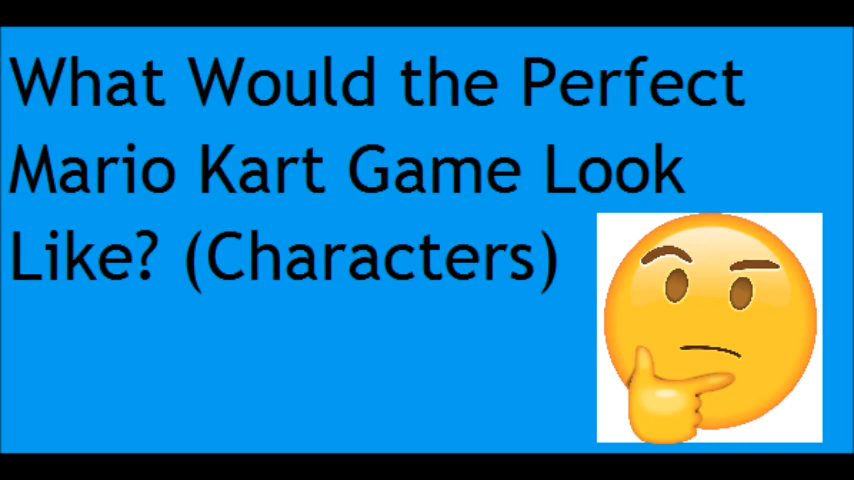 What Would the Perfect
Mario Kart Game Look
Like? (Characters)